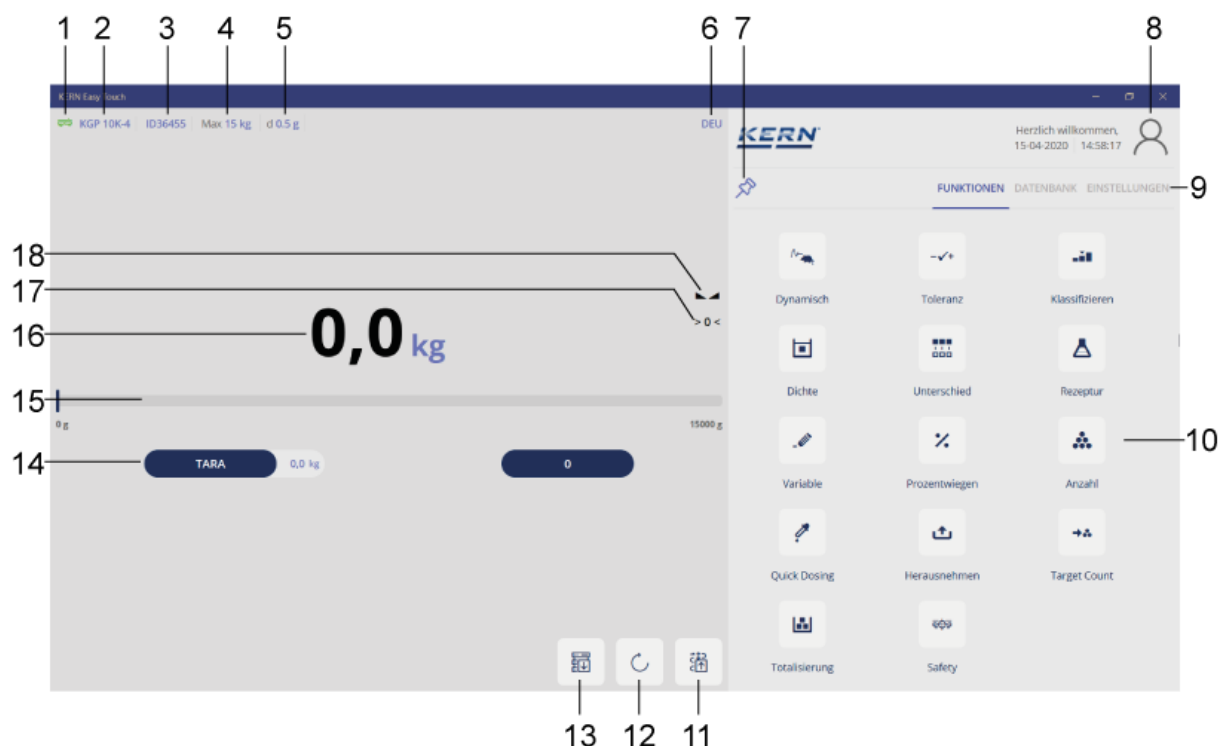 1 2 3 4 5 6 7 8
KERN Easy Touch
KGP 10K-4 ID36455 Max 15 kg d 0.5 g DEU
KERN
Herzlich willkommen,
15-04-2020 14:58:17
FUNKTIONEN DATENBANK EINSTELLUNGEN 9
18
17
> 0 <
16 0,0 kg
15
0 g 15000 g
14 TARA 0,0 kg 0
Dynamisch Toleranz Klassifizieren
Dichte Unterschied Rezeptur
10
Variable Prozentwiegen Anzahl
Quick Dosing Herausnehmen Target Count
Totalisierung Safety
13 12 11